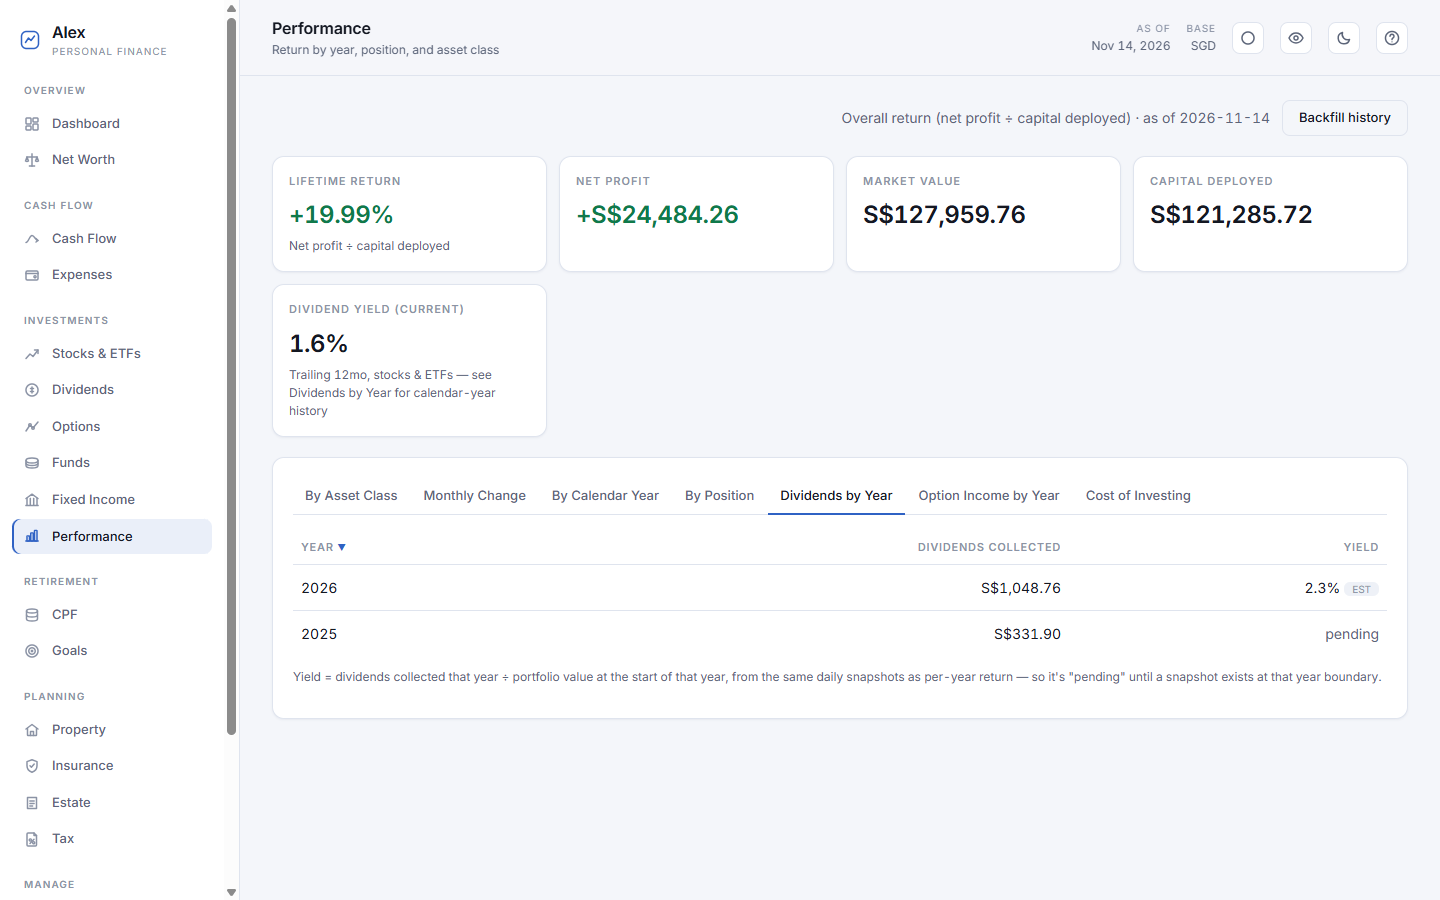 Alex
PERSONAL FINANCE
OVERVIEW
Dashboard
Net Worth
CASH FLOW
Cash Flow
Expenses
INVESTMENTS
Stocks & ETFs
Dividends
Options
Funds
Fixed Income
Performance
RETIREMENT
CPF
Goals
PLANNING
Property
Insurance
Estate
Tax
MANAGE
Performance
Return by year, position, and asset class
AS OF
Nov 14, 2026
BASE
SGD
Overall return (net profit ÷ capital deployed) · as of 2026-11-14
Backfill history
LIFETIME RETURN
+19.99%
Net profit ÷ capital deployed
NET PROFIT
+S$24,484.26
MARKET VALUE
S$127,959.76
CAPITAL DEPLOYED
S$121,285.72
DIVIDEND YIELD (CURRENT)
1.6%
Trailing 12mo, stocks & ETFs — see
Dividends by Year for calendar-year
history
By Asset Class Monthly Change By Calendar Year By Position Dividends by Year Option Income by Year Cost of Investing
YEAR ▼ DIVIDENDS COLLECTED YIELD
2026 S$1,048.76 2.3% EST
2025 S$331.90 pending
Yield = dividends collected that year ÷ portfolio value at the start of that year, from the same daily snapshots as per-year return — so it's "pending" until a snapshot exists at that year boundary.